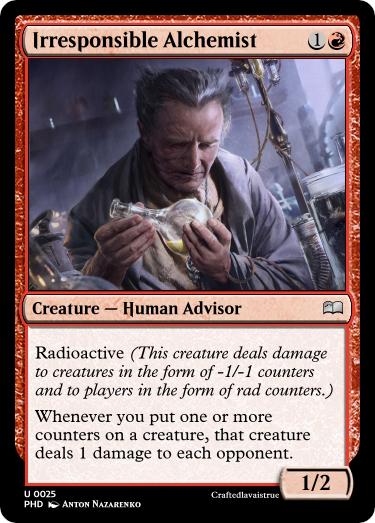 Irresponsible Alchemist 1
Creature — Human Advisor
Radioactive (This creature deals damage
to creatures in the form of -1/-1 counters
and to players in the form of rad counters.)
Whenever you put one or more
counters on a creature, that creature
deals 1 damage to each opponent.
1/2
U 0025
PHD Anton Nazarenko
Craftedlavaistrue